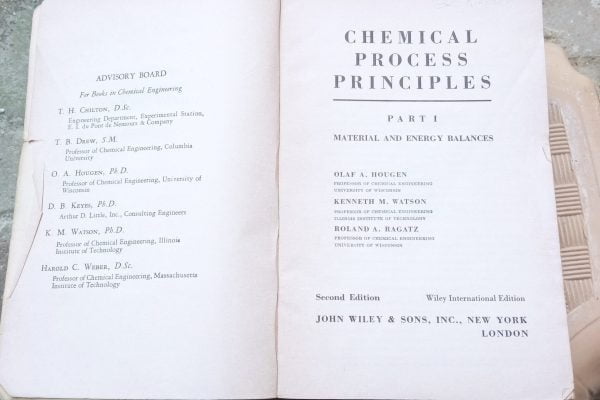 ADVISORY BOARD
For Books in Chemical Engineering
T. H. CHILTON, D.Sc.
Engineering Department, Experimental Station,
E. I. du Pont de Nemours & Company
T. B. DREW, S.M.
Professor of Chemical Engineering, Columbia
University
O. A. HOUGEN, Ph.D.
Professor of Chemical Engineering, University of
Wisconsin
D. B. KEYES, Ph.D.
Arthur D. Little, Inc., Consulting Engineers
K. M. WATSON, Ph.D.
Professor of Chemical Engineering, Illinois
Institute of Technology
HAROLD C. WEBER, D.Sc.
Professor of Chemical Engineering, Massachusetts
Institute of Technology
CHEMICAL
PROCESS
PRINCIPLES
PART I
MATERIAL AND ENERGY BALANCES
OLAF A. HOUGEN
PROFESSOR OF CHEMICAL ENGINEERING
UNIVERSITY OF WISCONSIN
KENNETH M. WATSON
PROFESSOR OF CHEMICAL ENGINEERING
ILLINOIS INSTITUTE OF TECHNOLOGY
ROLAND A. RAGATZ
PROFESSOR OF CHEMICAL ENGINEERING
UNIVERSITY OF WISCONSIN
Second Edition Wiley International Edition
JOHN WILEY & SONS, INC., NEW YORK
LONDON